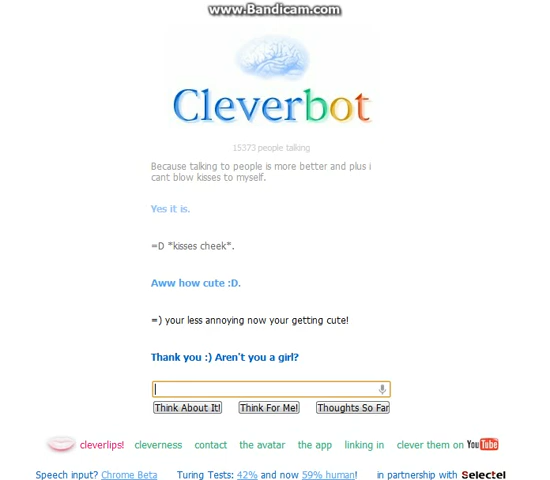 www.Bandicam.com
Cleverbot
15373 people talking
Because talking to people is more better and plus i
cant blow kisses to myself.
Yes it is.
=D *kisses cheek*.
Aww how cute :D.
=) your less annoying now your getting cute!
Thank you :) Aren't you a girl?
Think About It! Think For Me! Thoughts So Far
cleverlips! cleverness contact the avatar the app linking in clever them on YouTube
Speech input? Chrome Beta Turing Tests: 42% and now 59% human! in partnership with Selectel